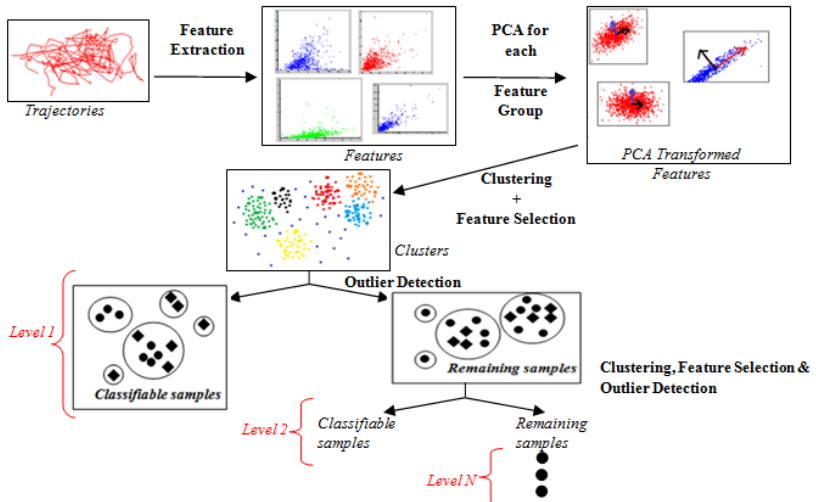 Feature
Extraction
PCA for
each
Feature
Group
Trajectories
Features
PCA Transformed
Features
Clustering
+
Feature Selection
Clusters
Outlier Detection
Level 1
Classifiable samples
Remaining samples
Clustering, Feature Selection &
Outlier Detection
Level 2
Classifiable
samples
Remaining
samples
Level N